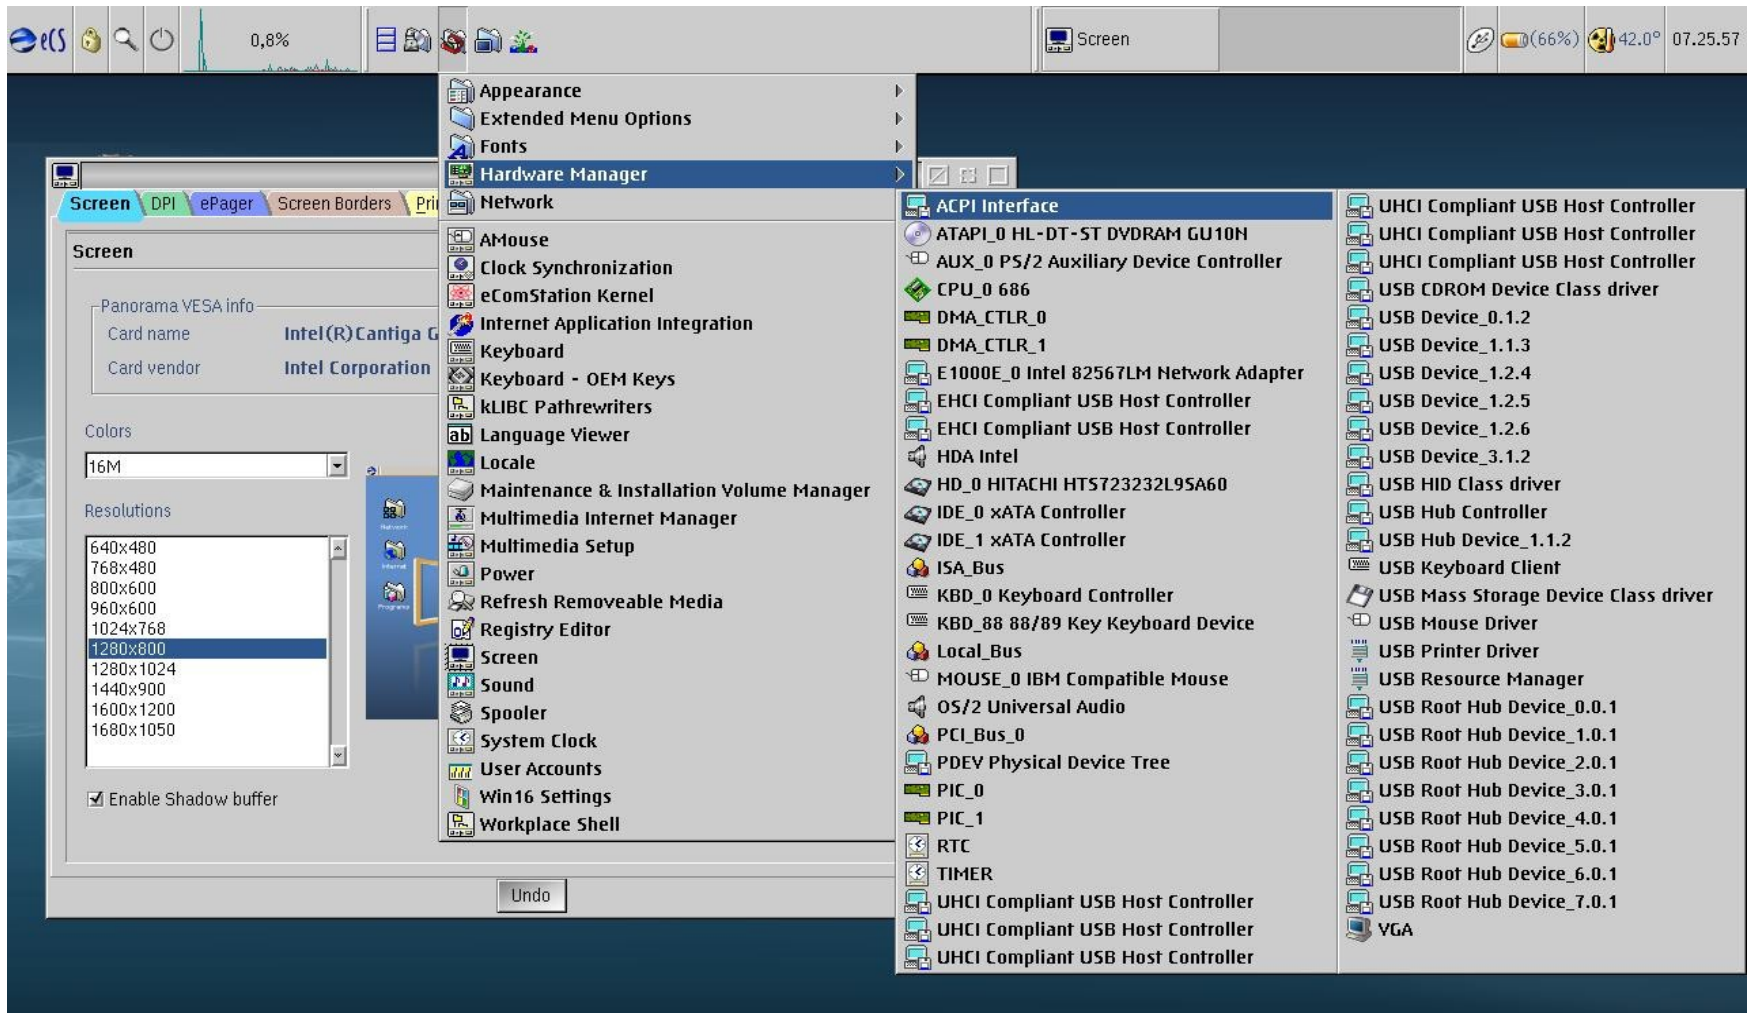 eCS
0,8%
Screen
(66%)
42.0°
07.25.57
Screen
DPI
ePager
Screen Borders
Pri
Screen
Panorama VESA info
Card name
Intel(R)Cantiga G
Card vendor
Intel Corporation
Colors
16M
Resolutions
640x480
768x480
800x600
960x600
1024x768
1280x800
1280x1024
1440x900
1600x1200
1680x1050
Enable Shadow buffer
Network
Internet
Programs
Undo
Appearance
Extended Menu Options
Fonts
Hardware Manager
Network
AMouse
Clock Synchronization
eComStation Kernel
Internet Application Integration
Keyboard
Keyboard - OEM Keys
kLIBC Pathrewriters
Language Viewer
Locale
Maintenance & Installation Volume Manager
Multimedia Internet Manager
Multimedia Setup
Power
Refresh Removeable Media
Registry Editor
Screen
Sound
Spooler
System Clock
User Accounts
Win16 Settings
Workplace Shell
ACPI Interface
ATAPI_0 HL-DT-ST DVDRAM GU10N
AUX_0 PS/2 Auxiliary Device Controller
CPU_0 686
DMA_CTLR_0
DMA_CTLR_1
E1000E_0 Intel 82567LM Network Adapter
EHCI Compliant USB Host Controller
EHCI Compliant USB Host Controller
HDA Intel
HD_0 HITACHI HTS723232L9SA60
IDE_0 xATA Controller
IDE_1 xATA Controller
ISA_Bus
KBD_0 Keyboard Controller
KBD_88 88/89 Key Keyboard Device
Local_Bus
MOUSE_0 IBM Compatible Mouse
OS/2 Universal Audio
PCI_Bus_0
PDEV Physical Device Tree
PIC_0
PIC_1
RTC
TIMER
UHCI Compliant USB Host Controller
UHCI Compliant USB Host Controller
UHCI Compliant USB Host Controller
UHCI Compliant USB Host Controller
UHCI Compliant USB Host Controller
UHCI Compliant USB Host Controller
USB CDROM Device Class driver
USB Device_0.1.2
USB Device_1.1.3
USB Device_1.2.4
USB Device_1.2.5
USB Device_1.2.6
USB Device_3.1.2
USB HID Class driver
USB Hub Controller
USB Hub Device_1.1.2
USB Keyboard Client
USB Mass Storage Device Class driver
USB Mouse Driver
USB Printer Driver
USB Resource Manager
USB Root Hub Device_0.0.1
USB Root Hub Device_1.0.1
USB Root Hub Device_2.0.1
USB Root Hub Device_3.0.1
USB Root Hub Device_4.0.1
USB Root Hub Device_5.0.1
USB Root Hub Device_6.0.1
USB Root Hub Device_7.0.1
VGA